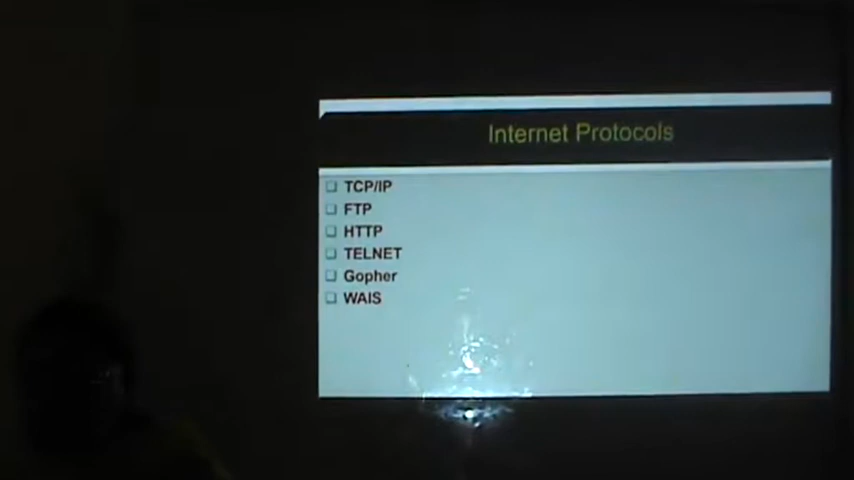 Internet Protocols
TCP/IP
FTP
HTTP
TELNET
Gopher
WAIS